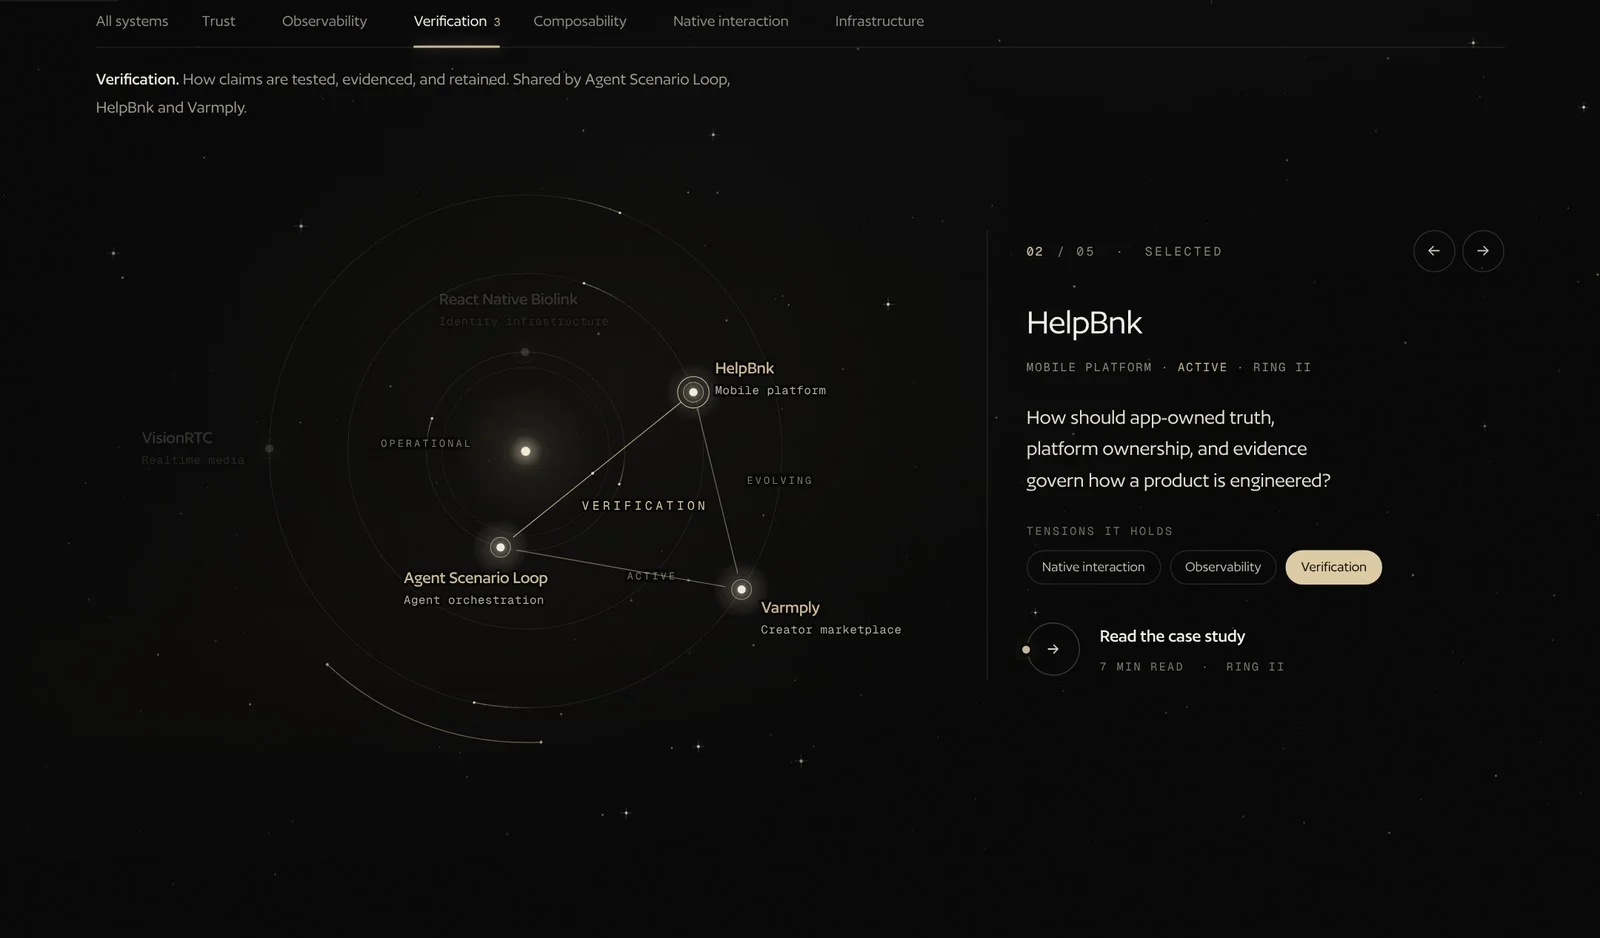 All systems Trust Observability Verification 3 Composability Native interaction Infrastructure
Verification. How claims are tested, evidenced, and retained. Shared by Agent Scenario Loop,
HelpBnk and Varmply.
React Native Biolink
Identity infrastructure
HelpBnk
Mobile platform
VisionRTC
Realtime media
OPERATIONAL
EVOLVING
VERIFICATION
ACTIVE
Agent Scenario Loop
Agent orchestration
Varmply
Creator marketplace
02 / 05 · SELECTED
← →
HelpBnk
MOBILE PLATFORM · ACTIVE · RING II
How should app-owned truth,
platform ownership, and evidence
govern how a product is engineered?
TENSIONS IT HOLDS
Native interaction Observability Verification
→ Read the case study
7 MIN READ · RING II